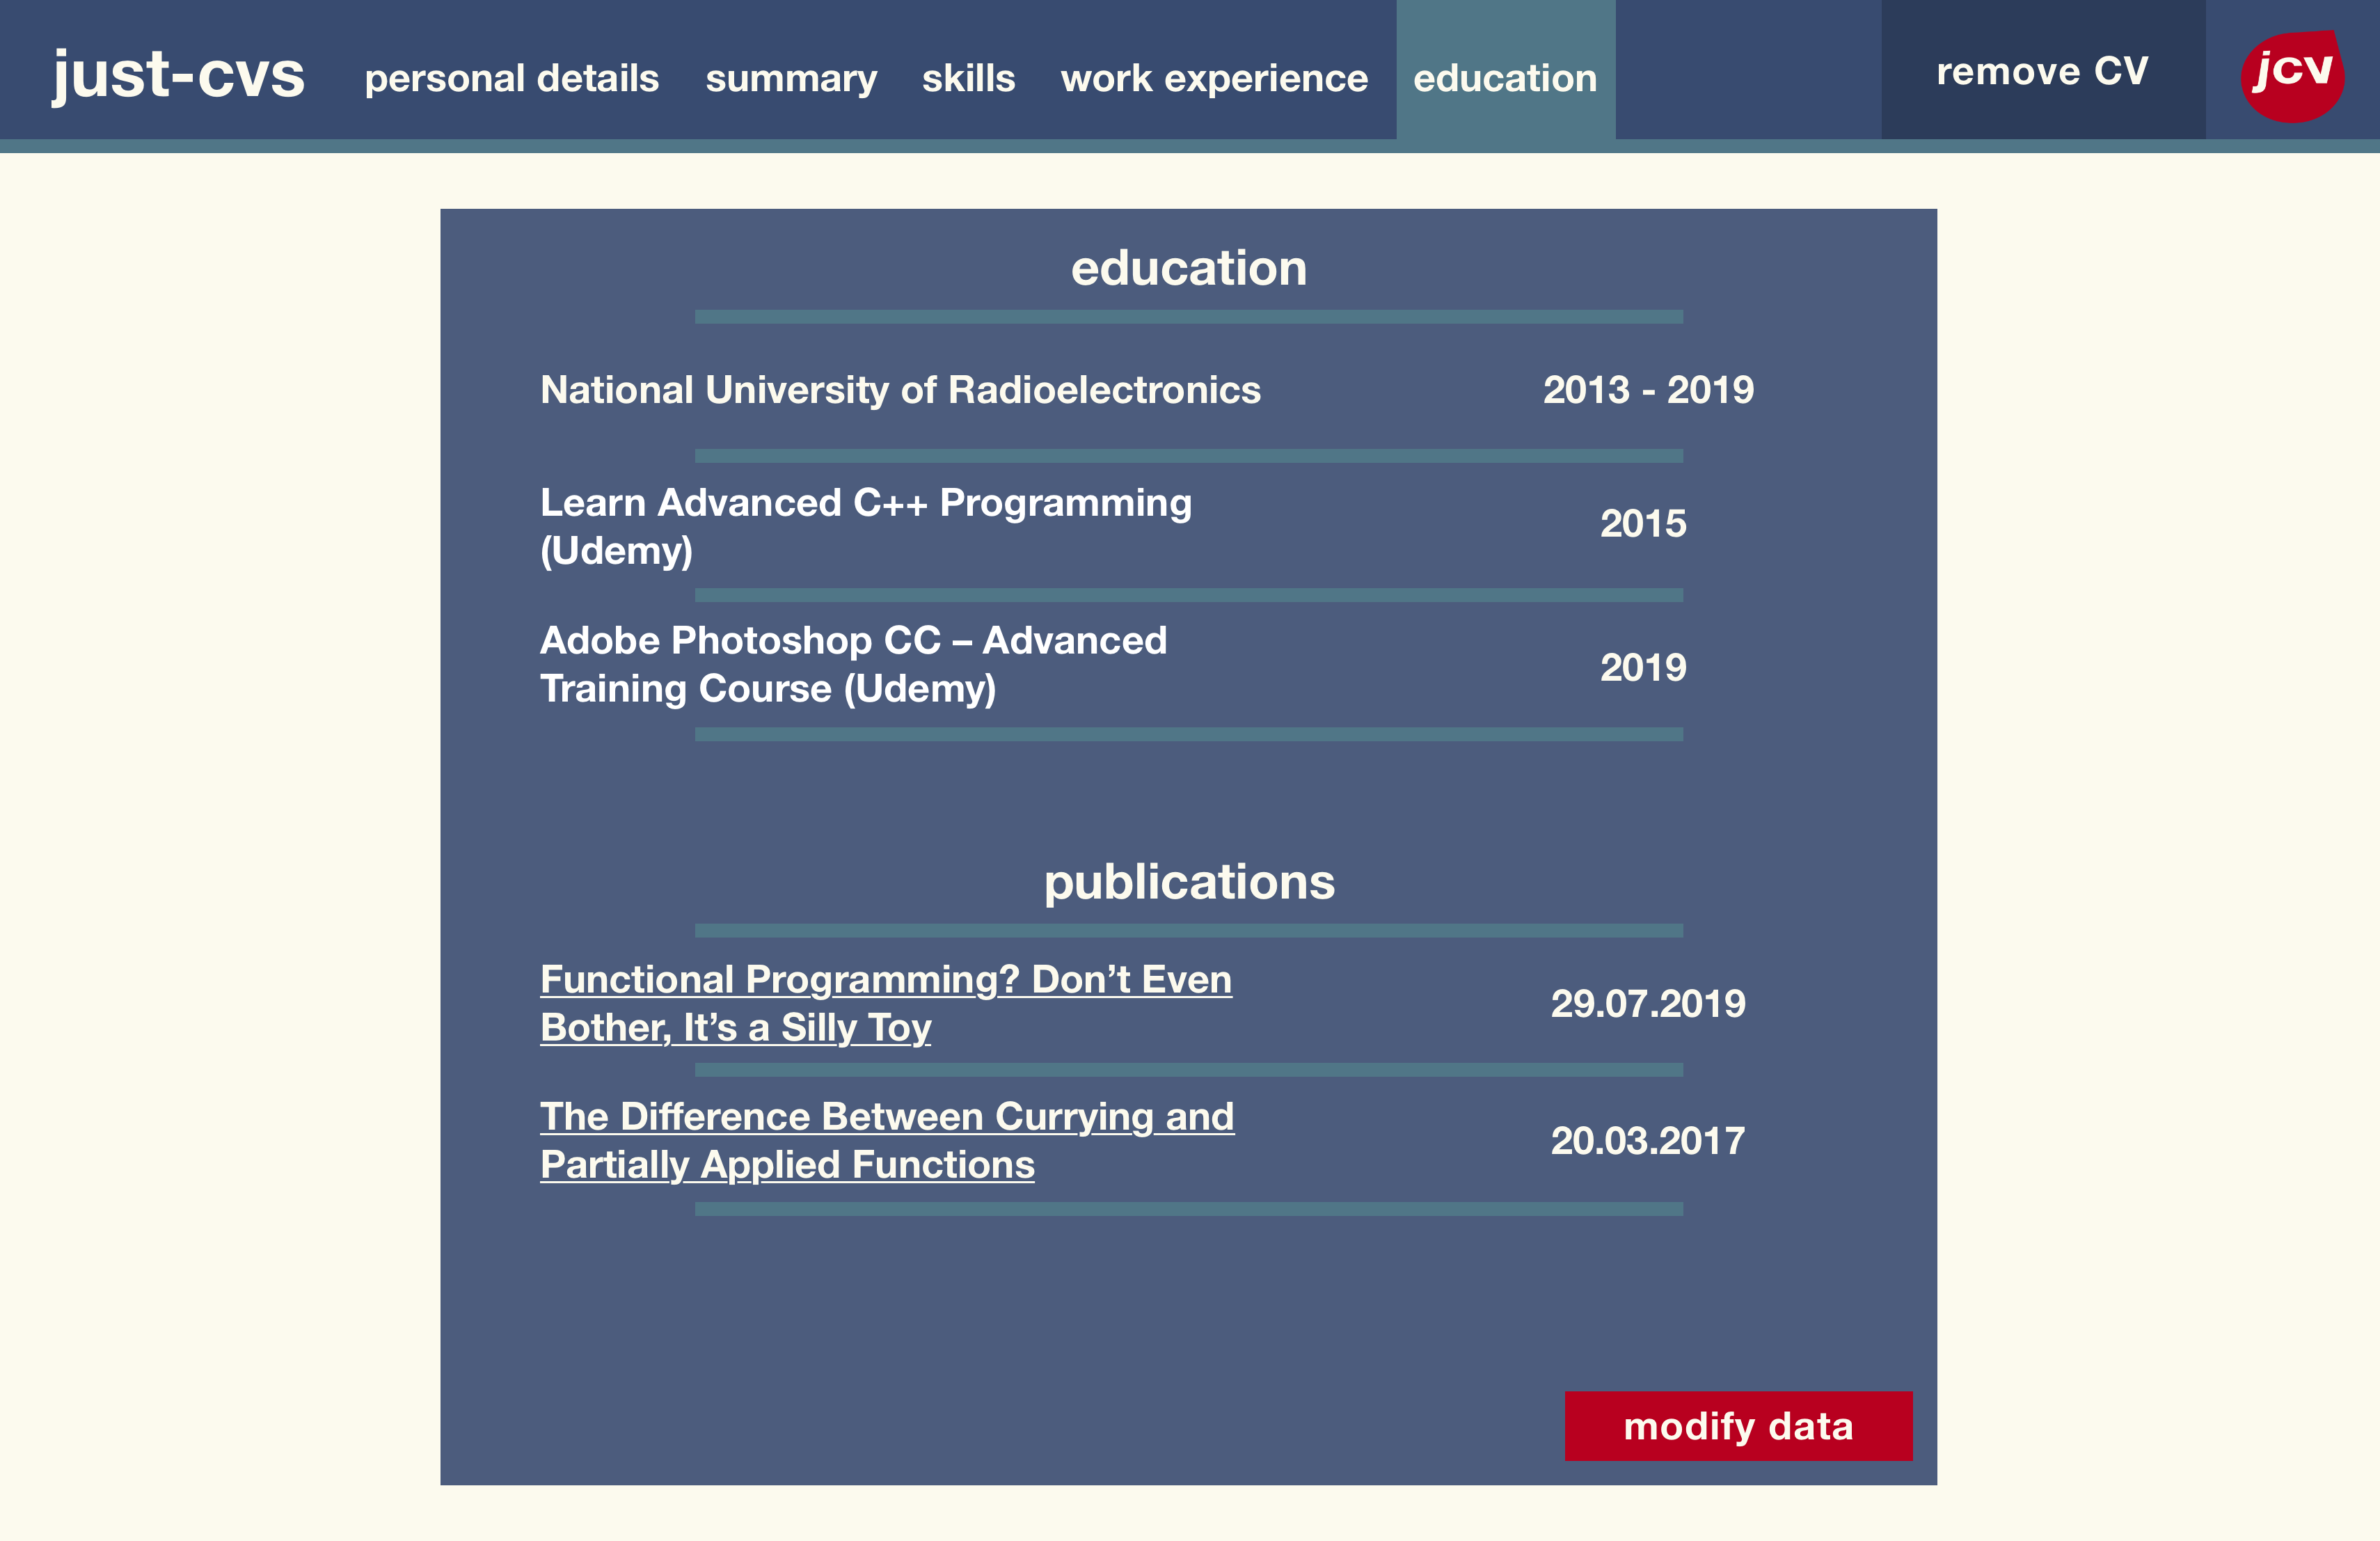 just-cvs personal details summary skills work experience education remove CV jcv
education
National University of Radioelectronics 2013 - 2019
Learn Advanced C++ Programming
(Udemy)
2015
Adobe Photoshop CC – Advanced
Training Course (Udemy)
2019
publications
Functional Programming? Don’t Even
Bother, It’s a Silly Toy
29.07.2019
The Difference Between Currying and
Partially Applied Functions
20.03.2017
modify data